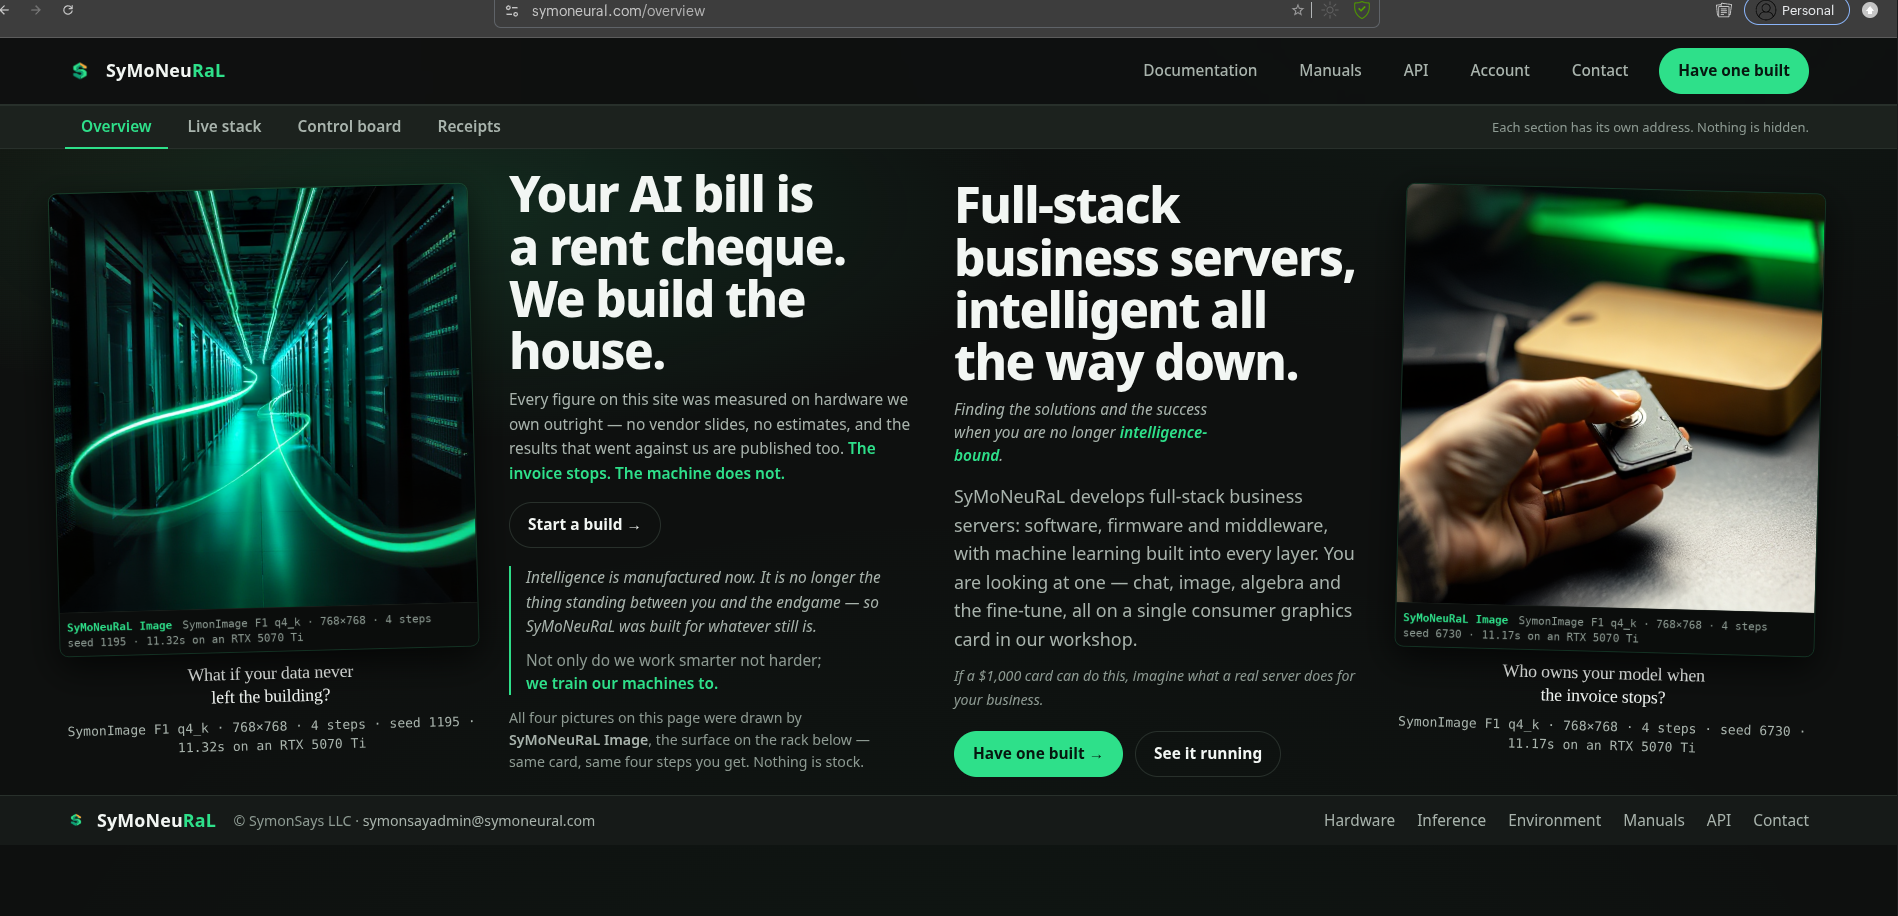 symoneural.com/overview
Personal
SyMoNeuRaL
Documentation
Manuals
API
Account
Contact
Have one built
Overview
Live stack
Control board
Receipts
Each section has its own address. Nothing is hidden.
SyMoNeuRaL Image SymonImage F1 q4_k · 768×768 · 4 steps
seed 1195 · 11.32s on an RTX 5070 Ti
What if your data never
left the building?
SymonImage F1 q4_k · 768×768 · 4 steps · seed 1195 ·
11.32s on an RTX 5070 Ti
Your AI bill is
a rent cheque.
We build the
house.
Every figure on this site was measured on hardware we
own outright — no vendor slides, no estimates, and the
results that went against us are published too. The
invoice stops. The machine does not.
Start a build →
Intelligence is manufactured now. It is no longer the
thing standing between you and the endgame — so
SyMoNeuRaL was built for whatever still is.
Not only do we work smarter not harder;
we train our machines to.
All four pictures on this page were drawn by
SyMoNeuRaL Image, the surface on the rack below —
same card, same four steps you get. Nothing is stock.
Full-stack
business servers,
intelligent all
the way down.
Finding the solutions and the success
when you are no longer intelligence-
bound.
SyMoNeuRaL develops full-stack business
servers: software, firmware and middleware,
with machine learning built into every layer. You
are looking at one — chat, image, algebra and
the fine-tune, all on a single consumer graphics
card in our workshop.
If a $1,000 card can do this, imagine what a real server does for
your business.
Have one built →
See it running
SyMoNeuRaL Image SymonImage F1 q4_k · 768×768 · 4 steps
seed 6730 · 11.17s on an RTX 5070 Ti
Who owns your model when
the invoice stops?
SymonImage F1 q4_k · 768×768 · 4 steps · seed 6730 ·
11.17s on an RTX 5070 Ti
SyMoNeuRaL
© SymonSays LLC · symonsayadmin@symoneural.com
Hardware
Inference
Environment
Manuals
API
Contact